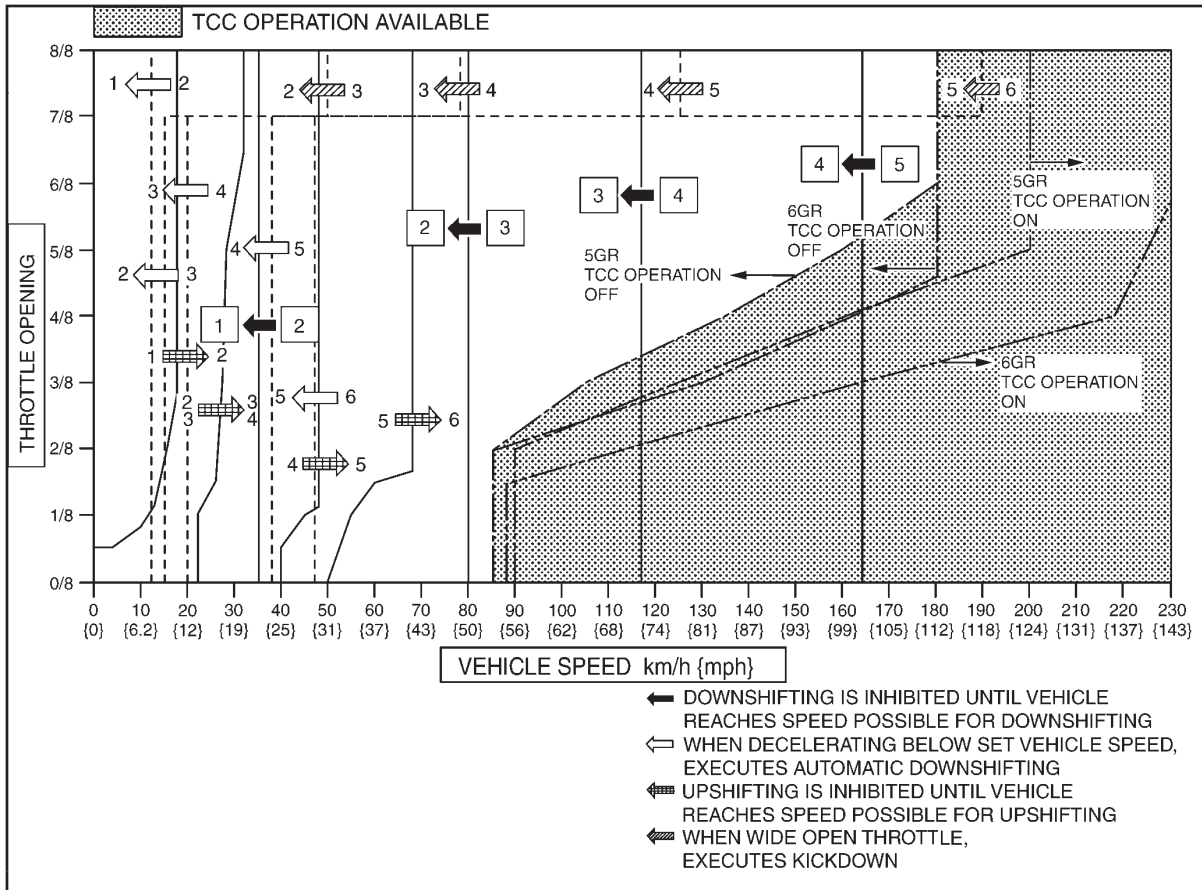 TCC OPERATION AVAILABLE
8/8
7/8
6/8
5/8
4/8
3/8
2/8
1/8
0/8
THROTTLE OPENING
1 2
2 3
3 4
4 5
5 6
3 4
4 5
2 3
1 2
1 2
2 3
3 4
5 6
4 5
5 6
4 5
3 4
2 3
5GR
TCC OPERATION
OFF
6GR
TCC OPERATION
OFF
5GR
TCC OPERATION
ON
6GR
TCC OPERATION
ON
0 10 20 30 40 50 60 70 80 90 100 110 120 130 140 150 160 170 180 190 200 210 220 230
{0} {6.2} {12} {19} {25} {31} {37} {43} {50} {56} {62} {68} {74} {81} {87} {93} {99} {105} {112} {118} {124} {131} {137} {143}
VEHICLE SPEED km/h {mph}
DOWNSHIFTING IS INHIBITED UNTIL VEHICLE
REACHES SPEED POSSIBLE FOR DOWNSHIFTING
WHEN DECELERATING BELOW SET VEHICLE SPEED,
EXECUTES AUTOMATIC DOWNSHIFTING
UPSHIFTING IS INHIBITED UNTIL VEHICLE
REACHES SPEED POSSIBLE FOR UPSHIFTING
WHEN WIDE OPEN THROTTLE,
EXECUTES KICKDOWN